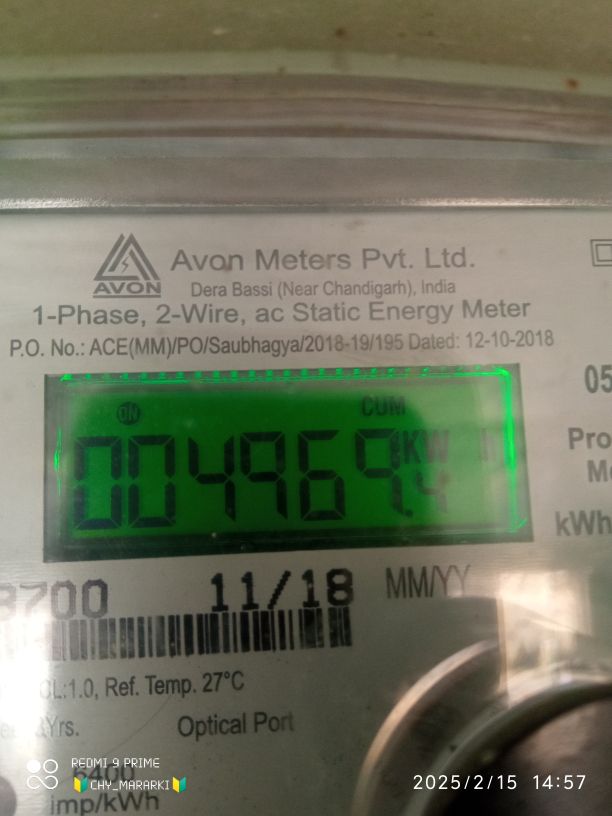 Avon Meters Pvt. Ltd.
AVON
Dera Bassi (Near Chandigarh), India
1-Phase, 2-Wire, ac Static Energy Meter
P.O. No.: ACE(MM)/PO/Saubhagya/2018-19/195 Dated: 12-10-2018
05
ON CUM
004969.4 KW h
Pro
Mo
kWh
8700 11/18 MM/YY
CL:1.0, Ref. Temp. 27°C
Yrs. Optical Port
6400
imp/kWh
REDMI 9 PRIME
🔰CHY_MARARKI🔰
2025/2/15 14:57